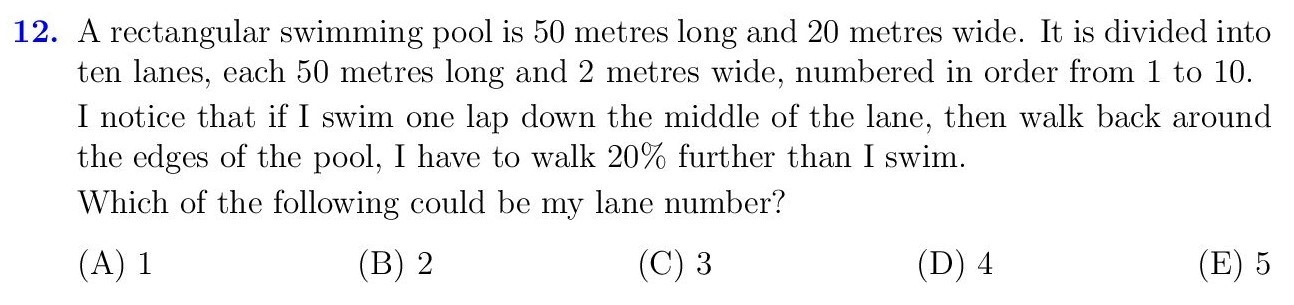 12. A rectangular swimming pool is 50 metres long and 20 metres wide. It is divided into
ten lanes, each 50 metres long and 2 metres wide, numbered in order from 1 to 10.
I notice that if I swim one lap down the middle of the lane, then walk back around
the edges of the pool, I have to walk 20% further than I swim.
Which of the following could be my lane number?
(A) 1 (B) 2 (C) 3 (D) 4 (E) 5